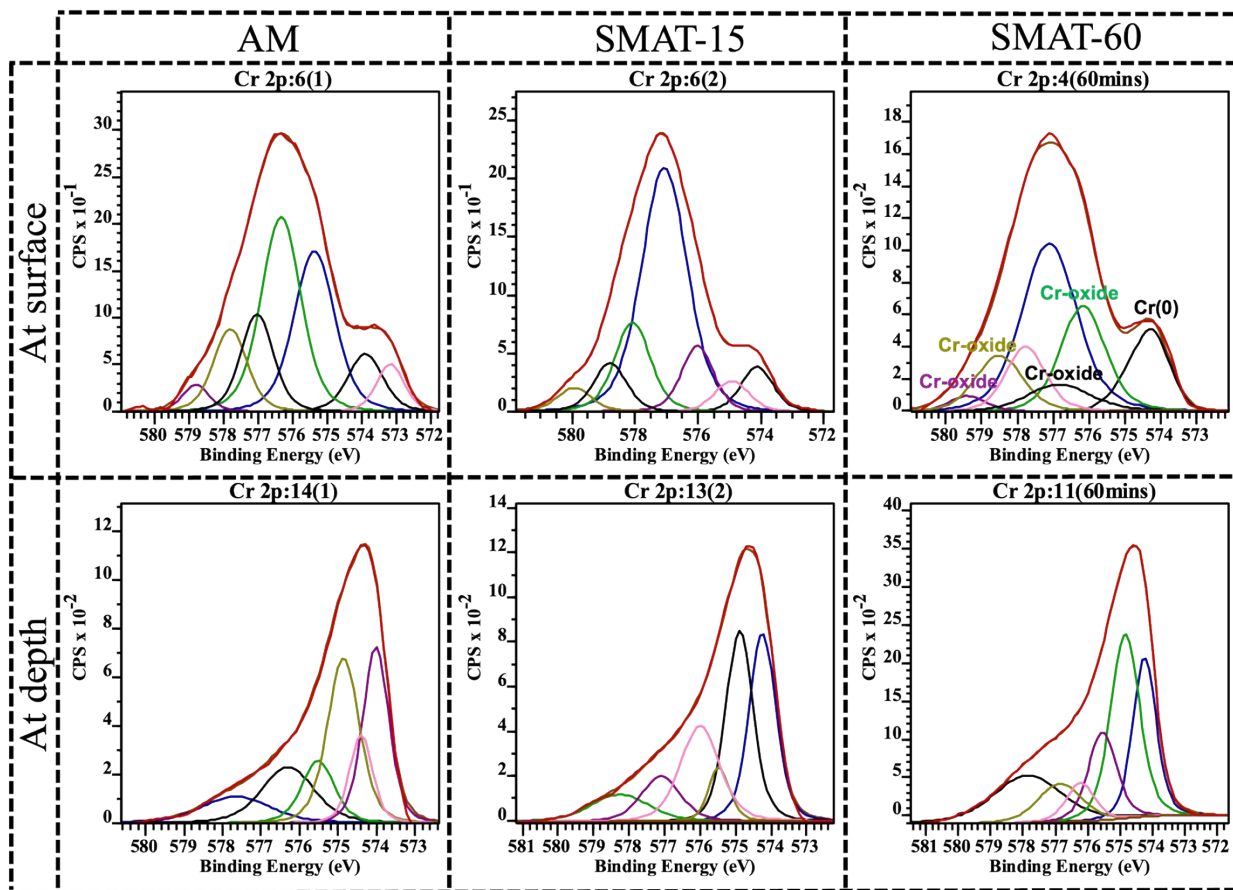 AM
SMAT-15
SMAT-60
At surface
Cr 2p:6(1)
30
25
20
15
10
5
0
CPS x 10⁻¹
580 579 578 577 576 575 574 573 572
Binding Energy (eV)
Cr 2p:6(2)
25
20
15
10
5
0
CPS x 10⁻¹
580 578 576 574 572
Binding Energy (eV)
Cr 2p:4(60mins)
18
16
14
12
10
8
6
4
2
0
CPS x 10⁻²
Cr-oxide
Cr(0)
Cr-oxide
Cr-oxide
Cr-oxide
580 579 578 577 576 575 574 573
Binding Energy (eV)
At depth
Cr 2p:14(1)
12
10
8
6
4
2
0
CPS x 10⁻²
580 579 578 577 576 575 574 573
Binding Energy (eV)
Cr 2p:13(2)
14
12
10
8
6
4
2
0
CPS x 10⁻²
581 580 579 578 577 576 575 574 573
Binding Energy (eV)
Cr 2p:11(60mins)
40
35
30
25
20
15
10
5
0
CPS x 10⁻²
581 580 579 578 577 576 575 574 573 572
Binding Energy (eV)